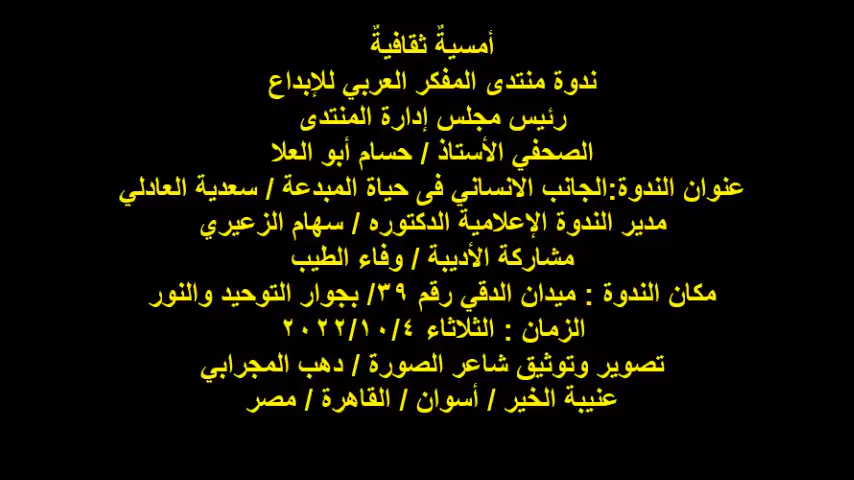 أمسيةٌ ثقافيةٌ
ندوة منتدى المفكر العربي للإبداع
رئيس مجلس إدارة المنتدى
الصحفي الأستاذ / حسام أبو العلا
عنوان الندوة:الجانب الانساني فى حياة المبدعة / سعدية العادلي
مدير الندوة الإعلامية الدكتوره / سهام الزعيري
مشاركة الأديبة / وفاء الطيب
مكان الندوة : ميدان الدقي رقم ٣٩/ بجوار التوحيد والنور
الزمان : الثلاثاء ٢٠٢٢/١٠/٤
تصوير وتوثيق شاعر الصورة / دهب المجرابي
عنيبة الخير / أسوان / القاهرة / مصر